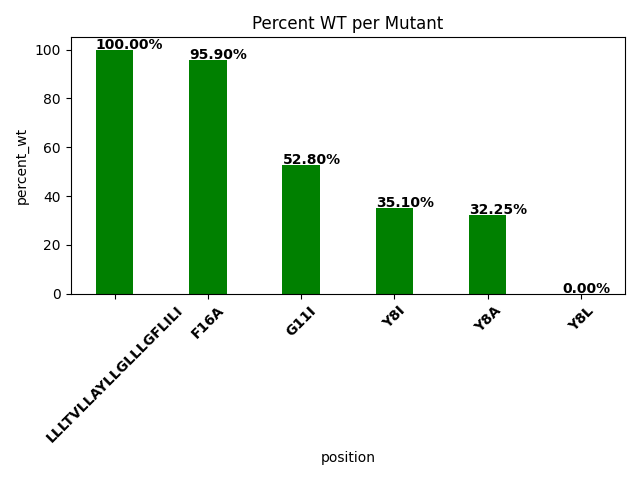 Percent WT per Mutant
percent_wt
100
80
60
40
20
0
100.00%
95.90%
52.80%
35.10%
32.25%
0.00%
LLLTVLLAYLLGLLLGFLILI
F16A
G11I
Y8I
Y8A
Y8L
position